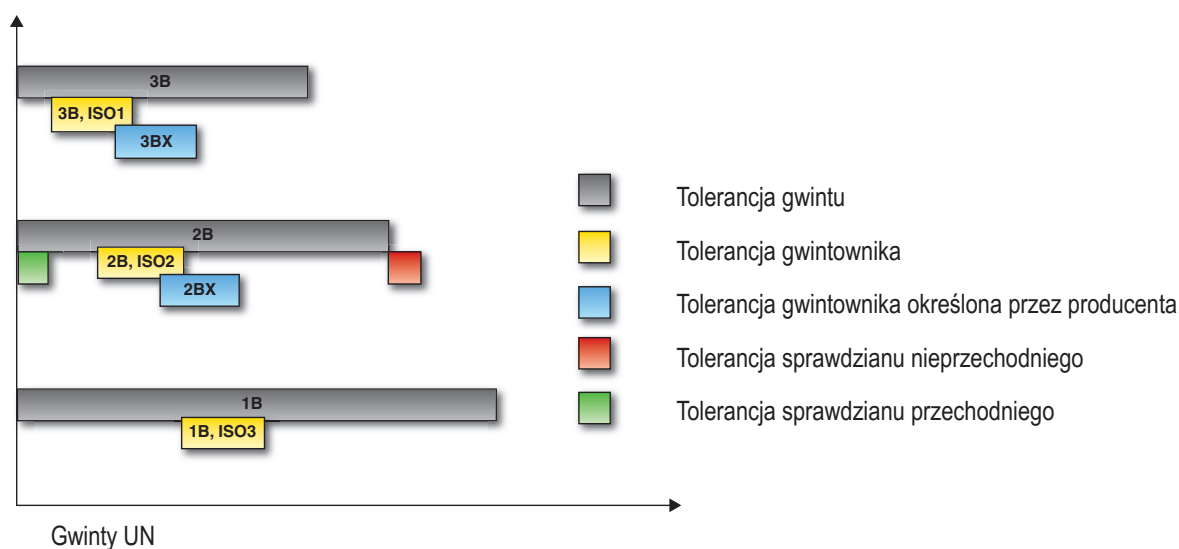 3B
3B, ISO1
3BX
2B
2B, ISO2
2BX
1B
1B, ISO3
Gwinty UN
Tolerancja gwintu
Tolerancja gwintownika
Tolerancja gwintownika określona przez producenta
Tolerancja sprawdzianu nieprzechodniego
Tolerancja sprawdzianu przechodniego